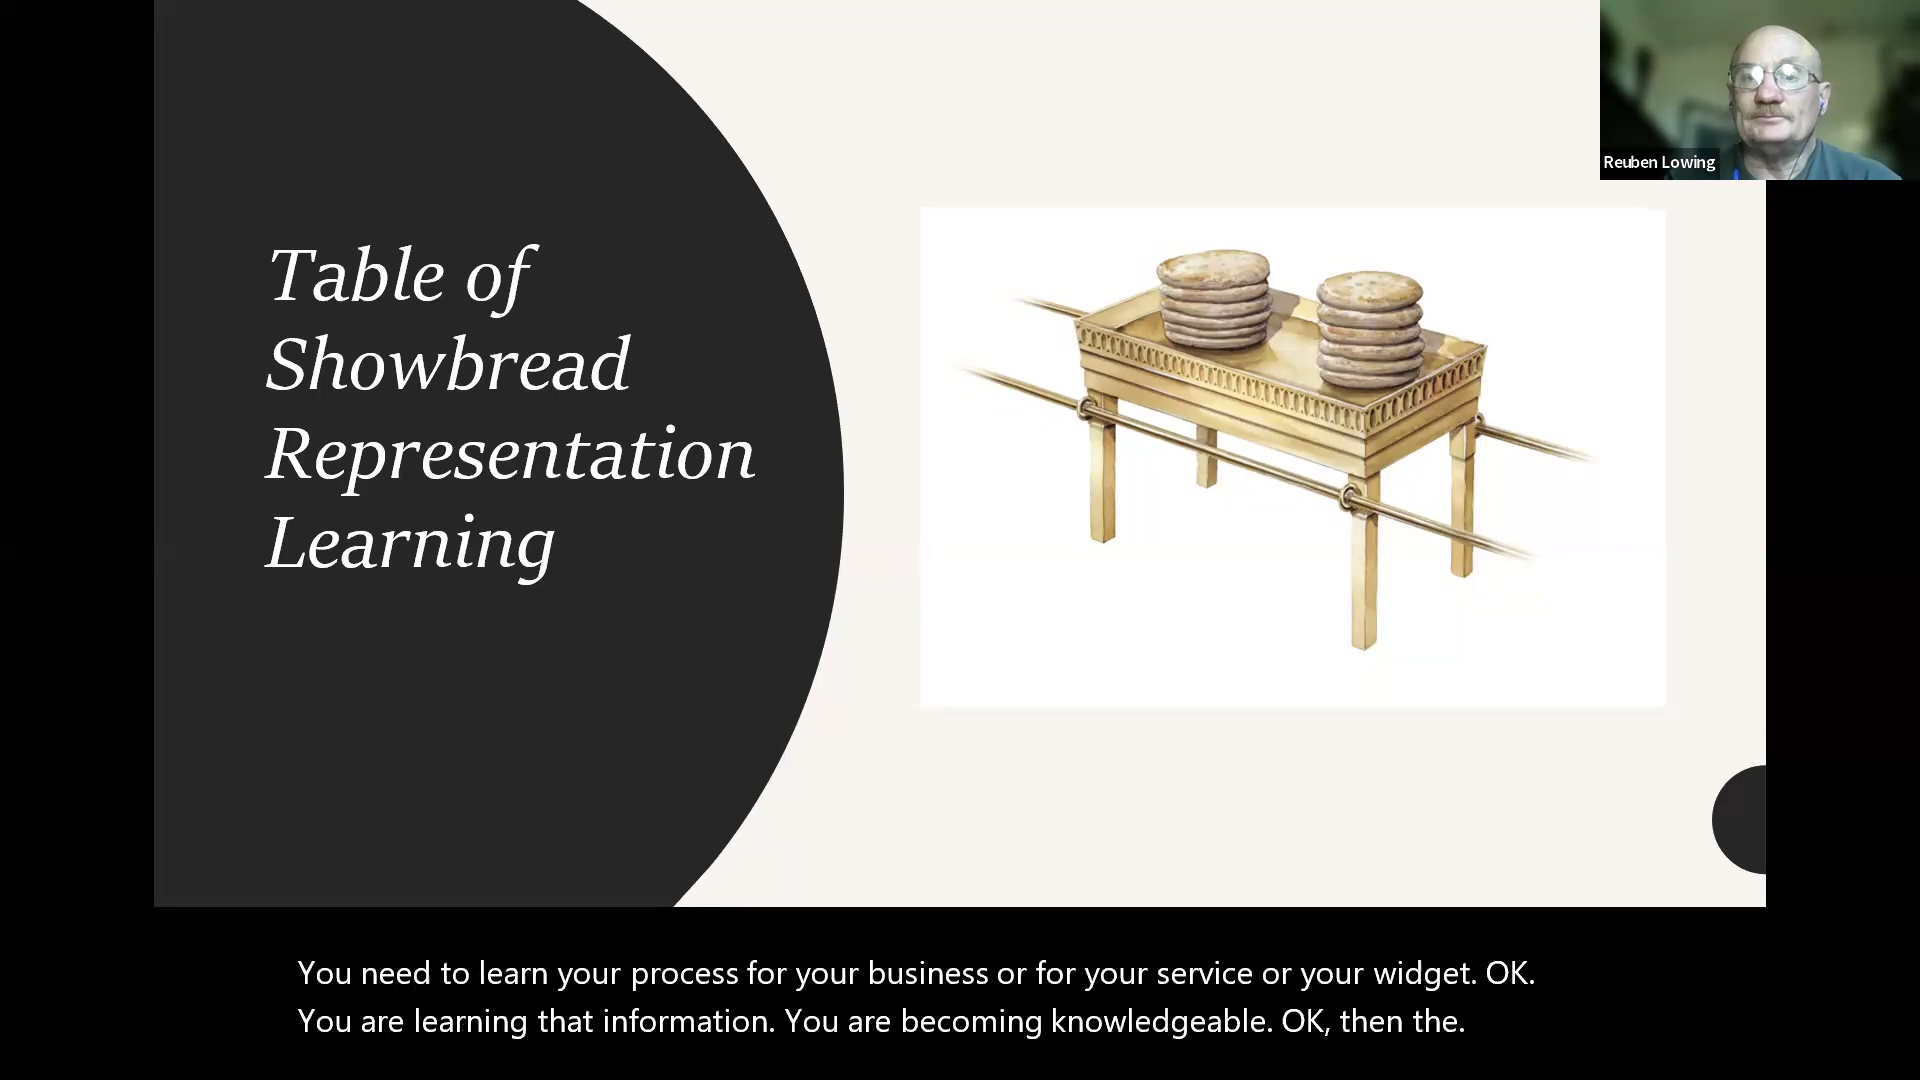 Reuben Lowing
Table of
Showbread
Representation
Learning
You need to learn your process for your business or for your service or your widget. OK.
You are learning that information. You are becoming knowledgeable. OK, then the.